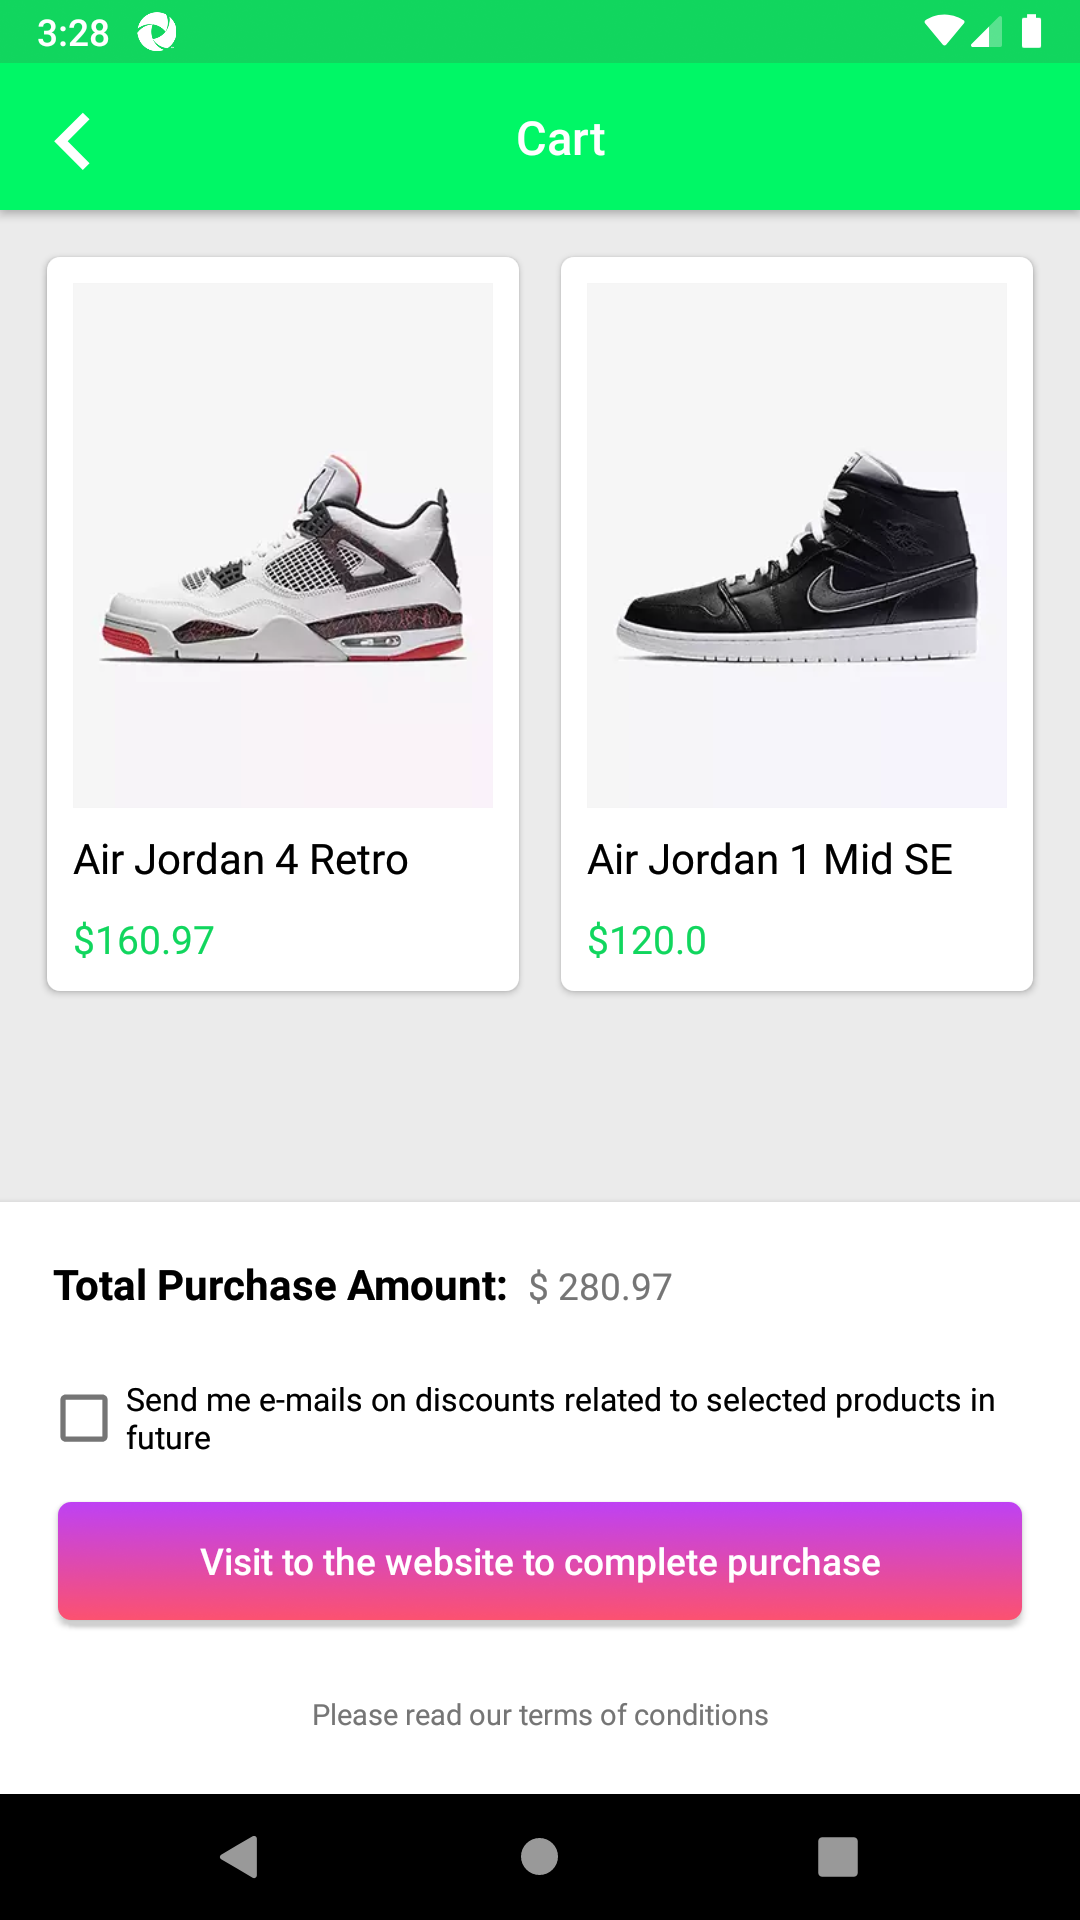 3:28
Cart
Air Jordan 4 Retro
$160.97
Air Jordan 1 Mid SE
$120.0
Total Purchase Amount: $ 280.97
Send me e-mails on discounts related to selected products in
future
Visit to the website to complete purchase
Please read our terms of conditions